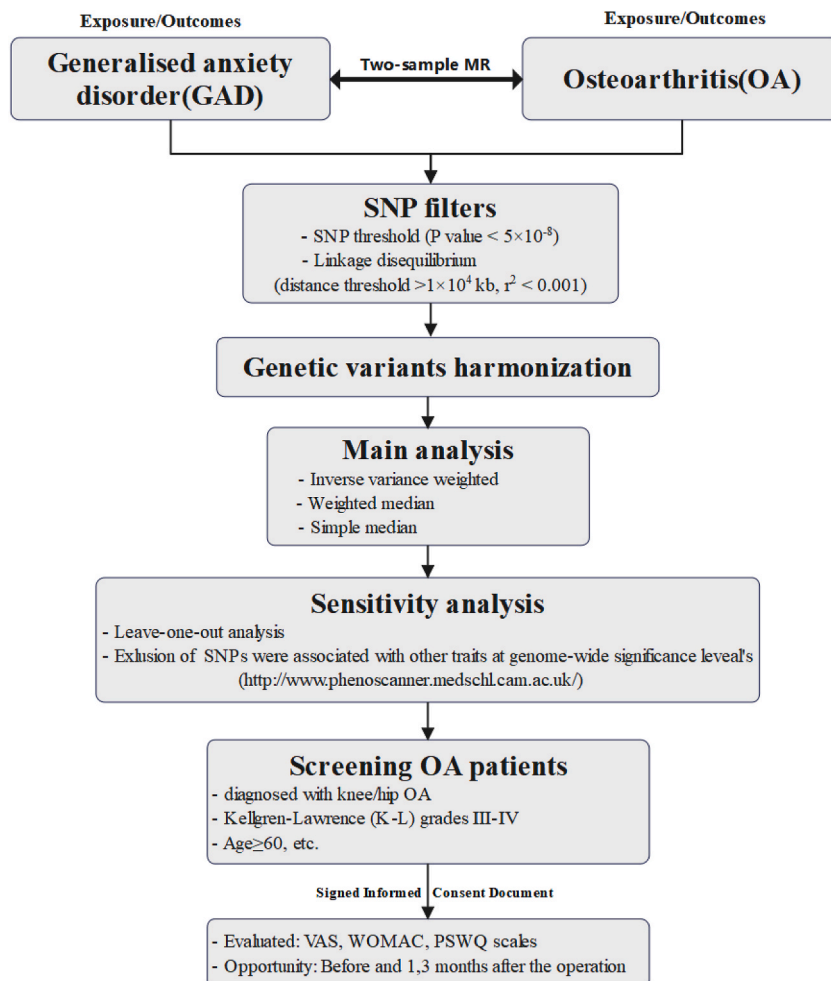 Exposure/Outcomes
Exposure/Outcomes
Generalised anxiety
disorder(GAD)
Two-sample MR
Osteoarthritis(OA)
SNP filters
- SNP threshold (P value < 5×10⁻⁸)
- Linkage disequilibrium
(distance threshold >1×10⁴ kb, r² < 0.001)
Genetic variants harmonization
Main analysis
- Inverse variance weighted
- Weighted median
- Simple median
Sensitivity analysis
- Leave-one-out analysis
- Exlusion of SNPs were associated with other traits at genome-wide significance leveal's
(http://www.phenoscanner.medschl.cam.ac.uk/)
Screening OA patients
- diagnosed with knee/hip OA
- Kellgren-Lawrence (K-L) grades III-IV
- Age≥60, etc.
Signed Informed Consent Document
- Evaluated: VAS, WOMAC, PSWQ scales
- Opportunity: Before and 1,3 months after the operation